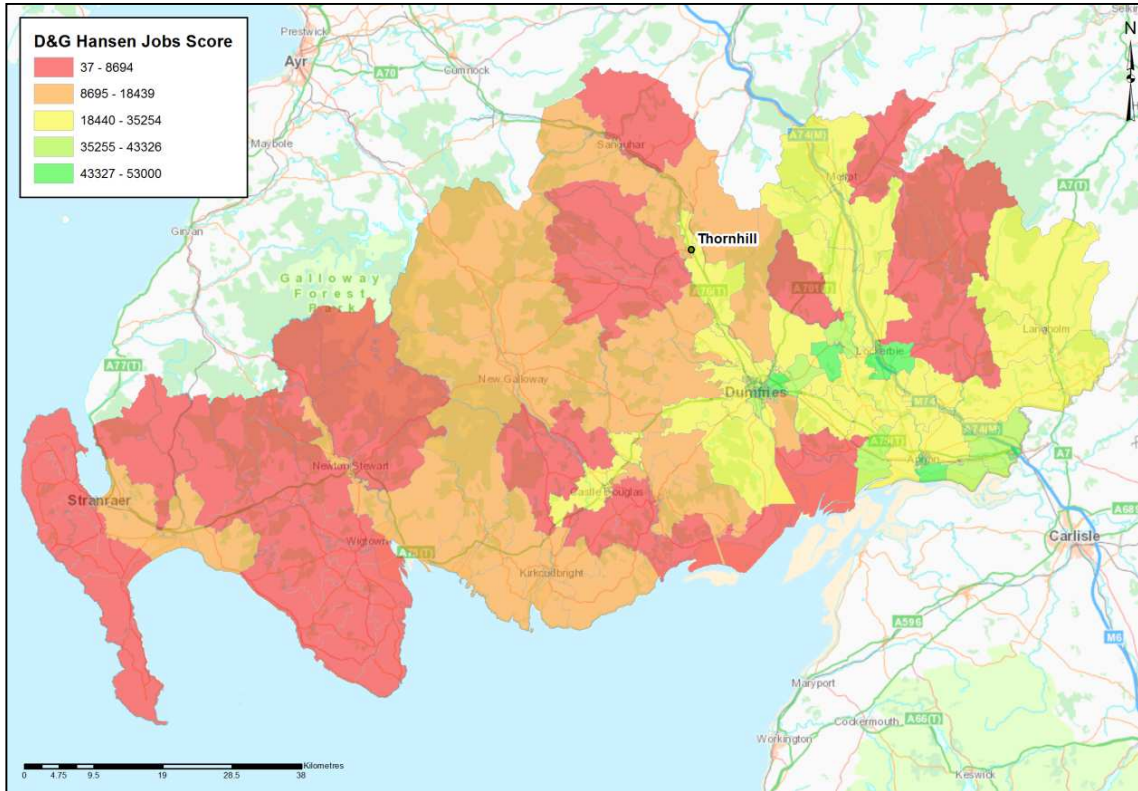 D&G Hansen Jobs Score
37 - 8694
8695 - 18439
18440 - 35254
35255 - 43326
43327 - 53000
N
Prestwick
Ayr
A70
Cumnock
Maybole
Sanquhar
A74(M)
Moffat
A7(T)
Girvan
Thornhill
Galloway
Forest
Park
A76(T)
A701(T)
Langholm
A77(T)
Lockerbie
New Galloway
Dumfries
M74
A74(M)
A75(T)
Annan
A7
Newton Stewart
Castle Douglas
Stranraer
Carlisle
Wigtown
A75(T)
Kirkcudbright
A596
M6
Maryport
Cockermouth
A66(T)
Workington
Keswick
Kilometres
0 4.75 9.5 19 28.5 38